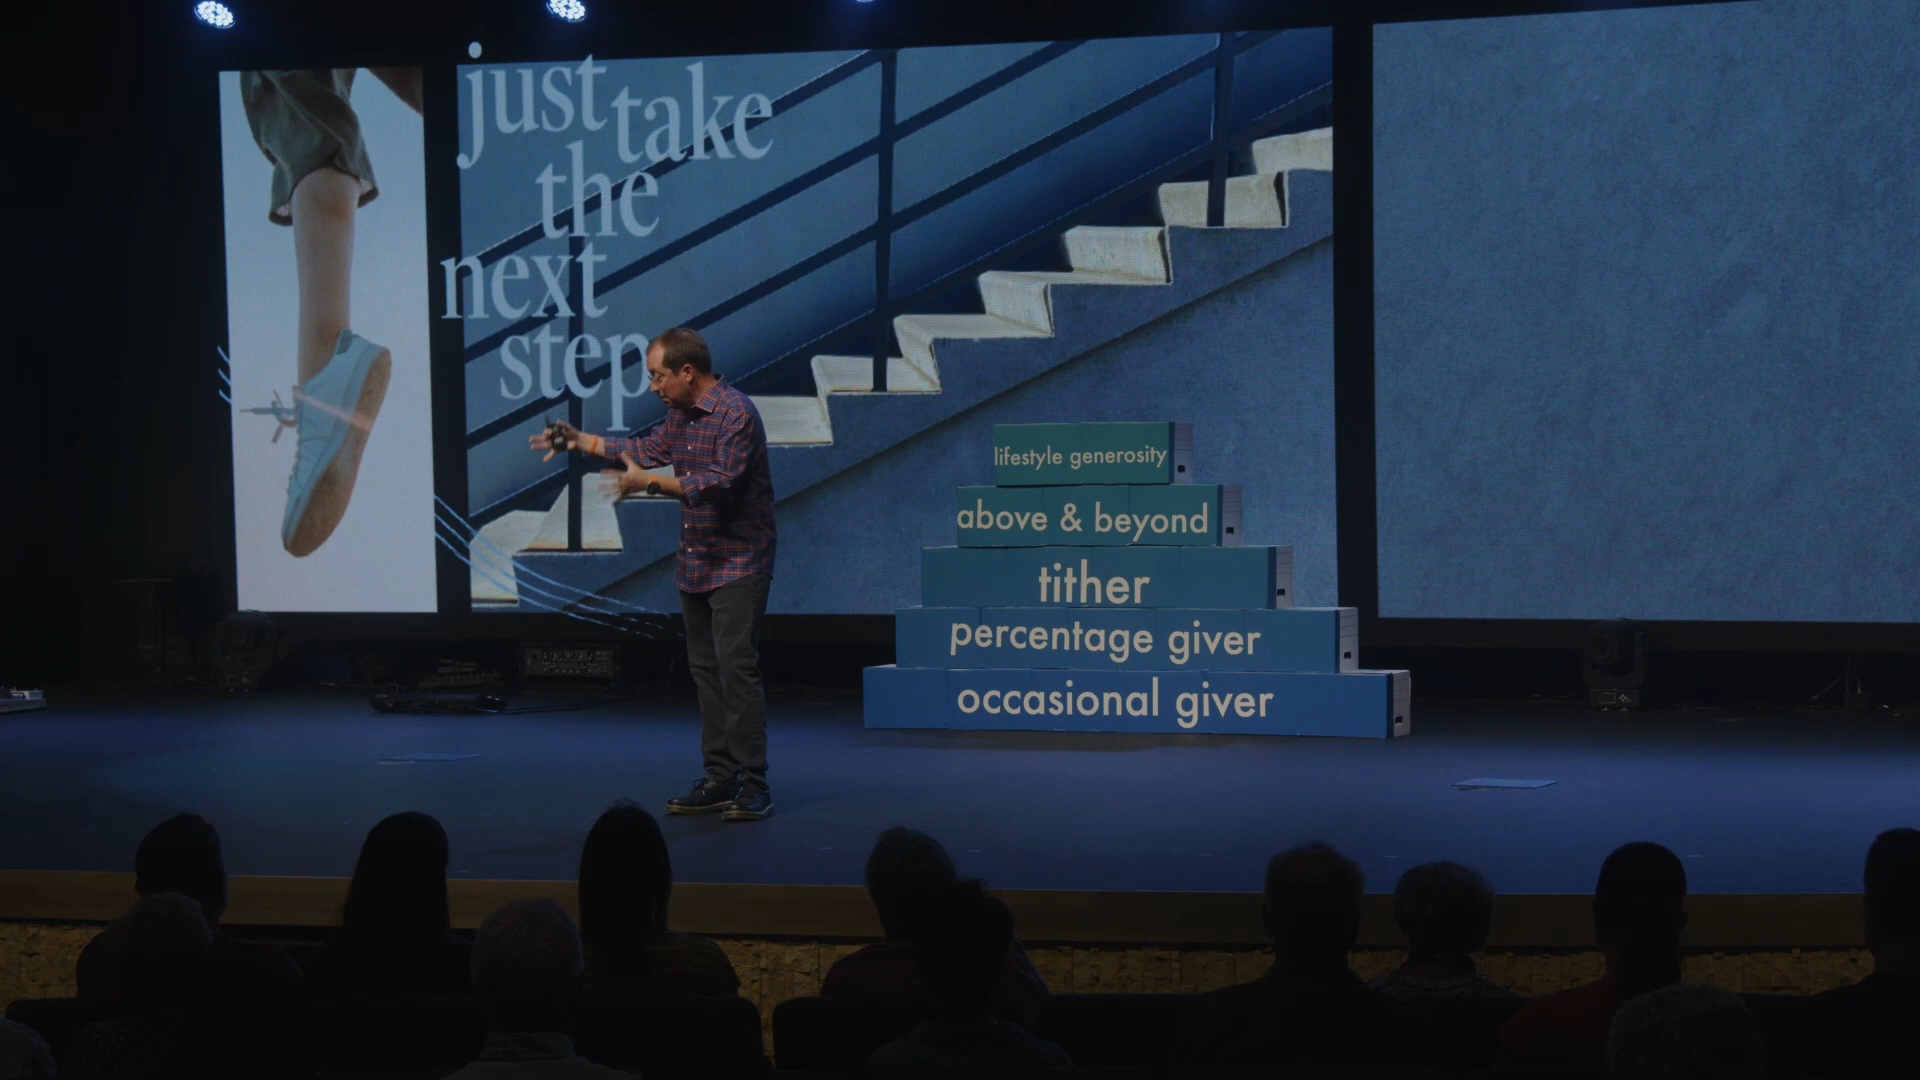 just take
the
next
step
lifestyle generosity
above & beyond
tither
percentage giver
occasional giver